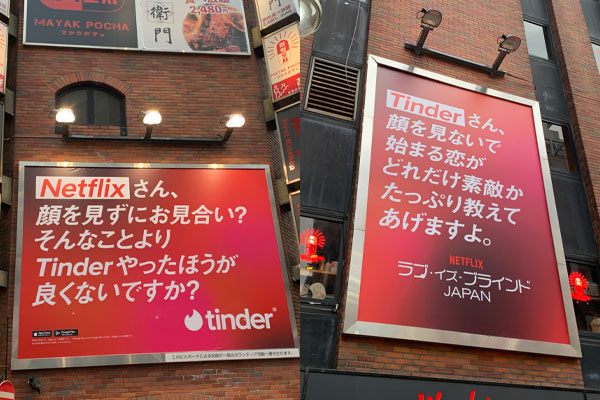 MAYAK POCHA
マヤクポチャ
衛
門
2,480円
Netflixさん、
顔を見ずにお見合い?
そんなことより
Tinderやったほうが
良くないですか?
tinder
Tinderさん、
顔を見ないで
始まる恋が
どれだけ素敵か
たっぷり教えて
あげますよ。
NETFLIX
ラブ・イズ・ブラインド
JAPAN